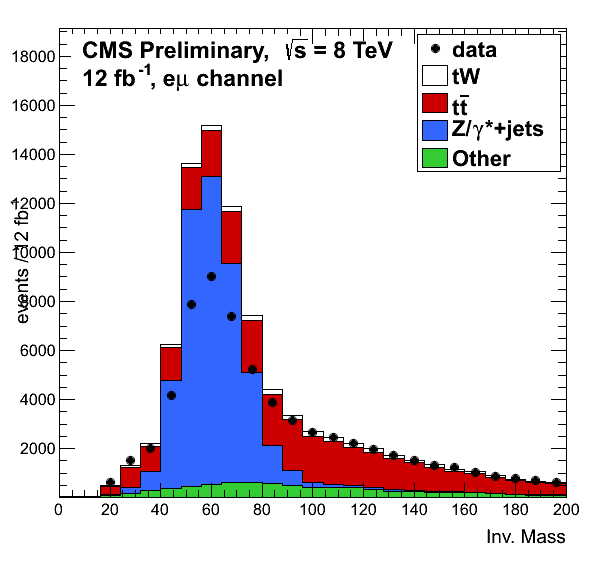 CMS Preliminary, √s = 8 TeV
12 fb⁻¹, eμ channel
data
tW
tt̄
Z/γ*+jets
Other
events / 12 fb⁻¹
18000
16000
14000
12000
10000
8000
6000
4000
2000
0 20 40 60 80 100 120 140 160 180 200
Inv. Mass